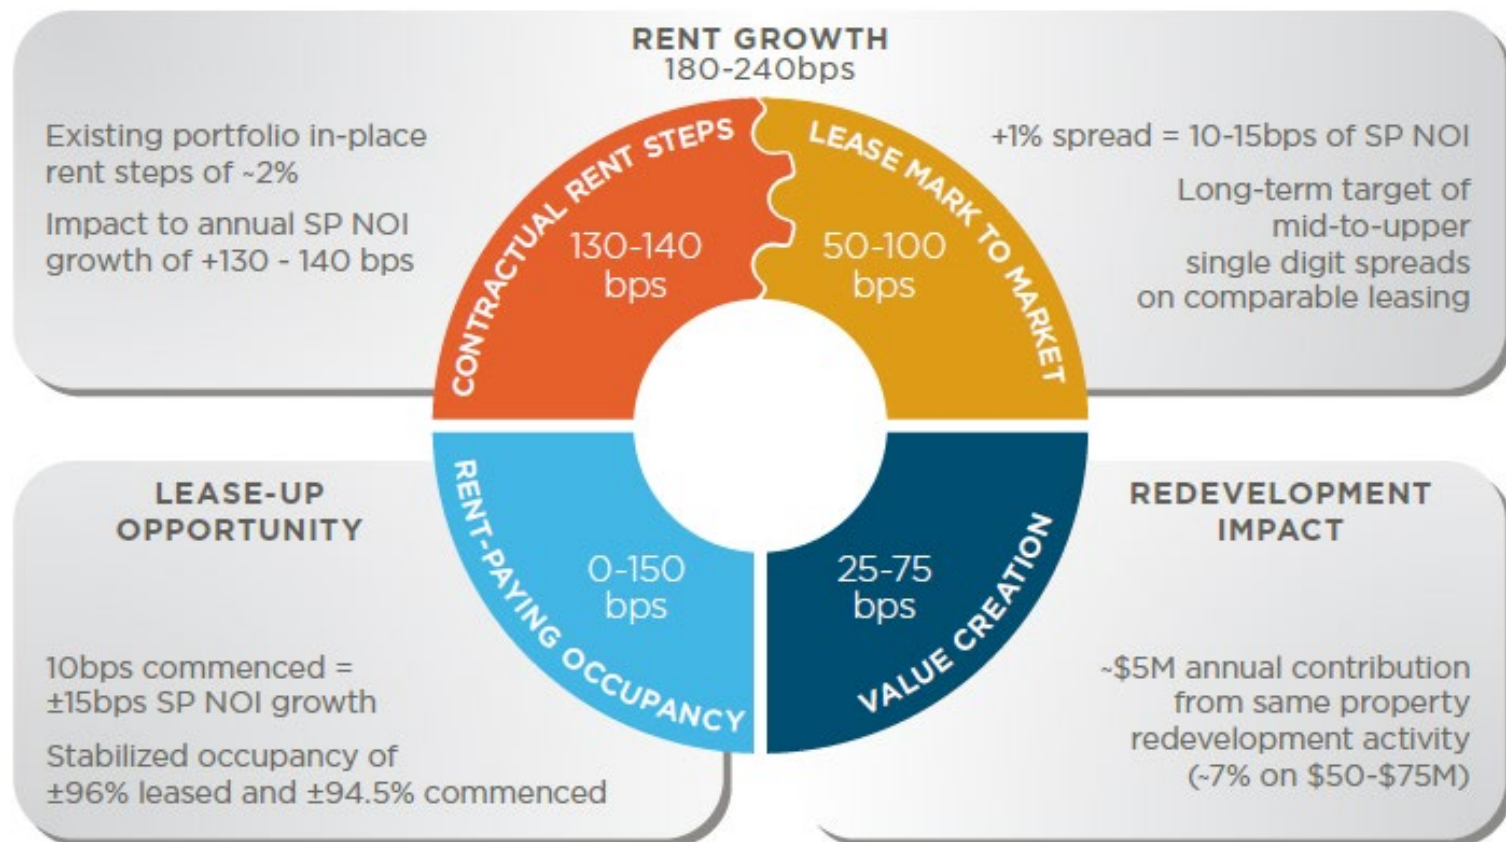 RENT GROWTH
180-240bps
Existing portfolio in-place
rent steps of ~2%
Impact to annual SP NOI
growth of +130 - 140 bps
CONTRACTUAL RENT STEPS
130-140
bps
LEASE MARK TO MARKET
50-100
bps
+1% spread = 10-15bps of SP NOI
Long-term target of
mid-to-upper
single digit spreads
on comparable leasing
LEASE-UP
OPPORTUNITY
10bps commenced =
±15bps SP NOI growth
Stabilized occupancy of
±96% leased and ±94.5% commenced
RENT-PAYING OCCUPANCY
0-150
bps
VALUE CREATION
25-75
bps
REDEVELOPMENT
IMPACT
~$5M annual contribution
from same property
redevelopment activity
(~7% on $50-$75M)